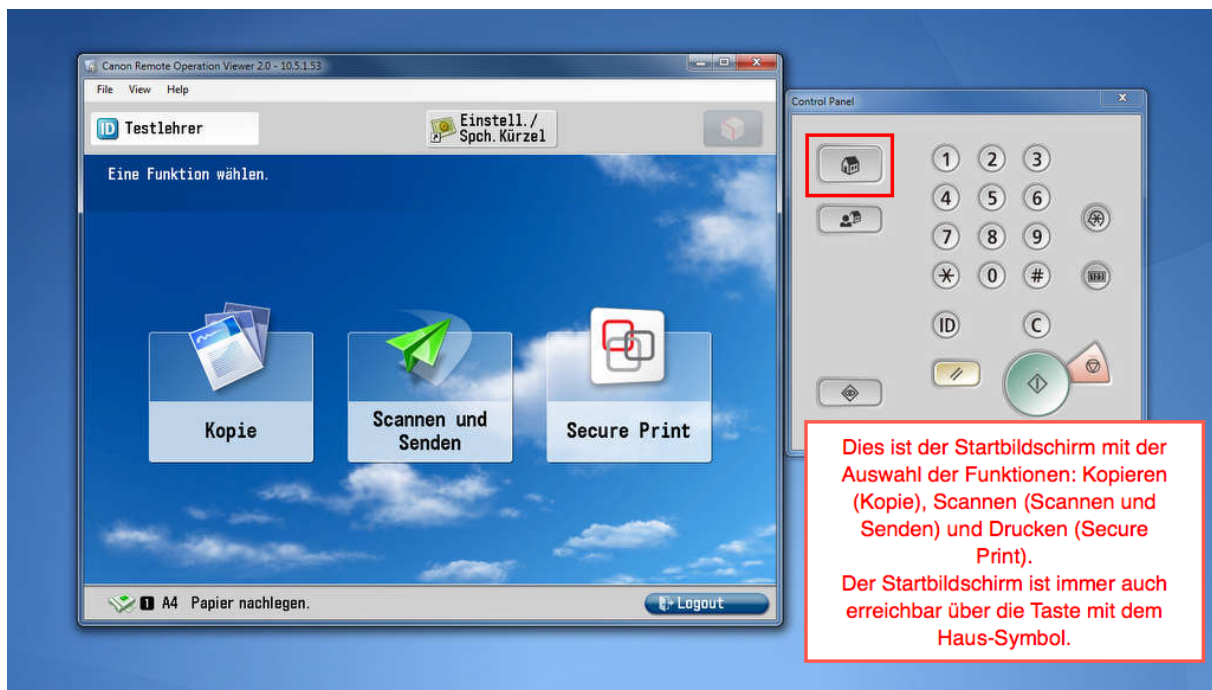 Canon Remote Operation Viewer 2.0 - 10.5.1.53
File View Help
ID Testlehrer
Einstell./
Spch.Kürzel
Eine Funktion wählen.
Kopie
Scannen und
Senden
Secure Print
1 A4 Papier nachlegen.
Logout
Control Panel
1 2 3
4 5 6
7 8 9
* 0 #
ID C
Dies ist der Startbildschirm mit der
Auswahl der Funktionen: Kopieren
(Kopie), Scannen (Scannen und
Senden) und Drucken (Secure
Print).
Der Startbildschirm ist immer auch
erreichbar über die Taste mit dem
Haus-Symbol.